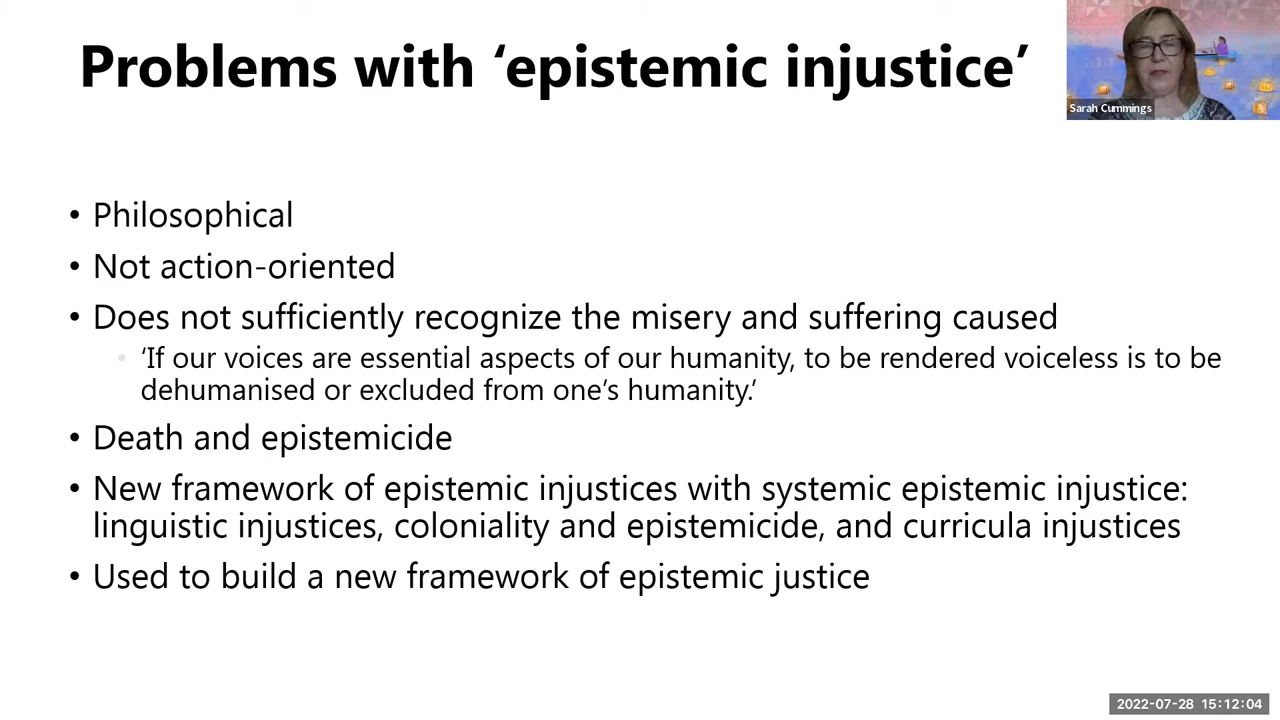 Problems with ‘epistemic injustice’
Sarah Cummings
• Philosophical
• Not action-oriented
• Does not sufficiently recognize the misery and suffering caused
• ‘If our voices are essential aspects of our humanity, to be rendered voiceless is to be
dehumanised or excluded from one’s humanity.’
• Death and epistemicide
• New framework of epistemic injustices with systemic epistemic injustice:
linguistic injustices, coloniality and epistemicide, and curricula injustices
• Used to build a new framework of epistemic justice
2022-07-28 15:12:04